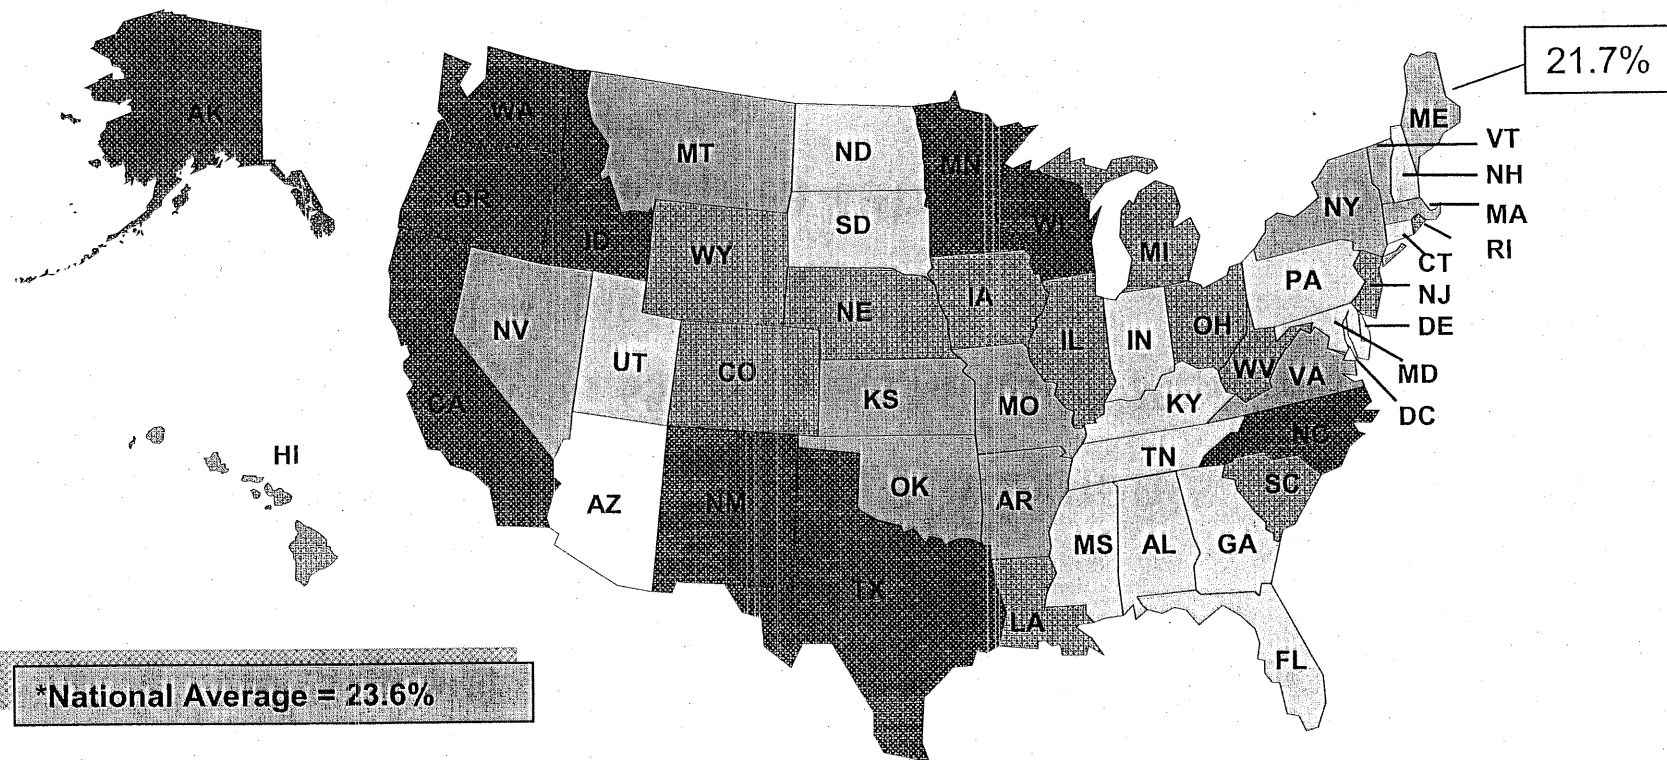 21.7%
AK
WA
MT
ND
MN
ME
VT
NH
OR
ID
SD
WI
NY
MA
RI
WY
MI
CT
NV
NE
IA
PA
NJ
UT
CO
IL
IN
OH
DE
CA
KS
MO
WV
VA
MD
KY
DC
HI
NC
AZ
NM
OK
AR
TN
SC
MS
AL
GA
TX
LA
FL
*National Average = 23.6%